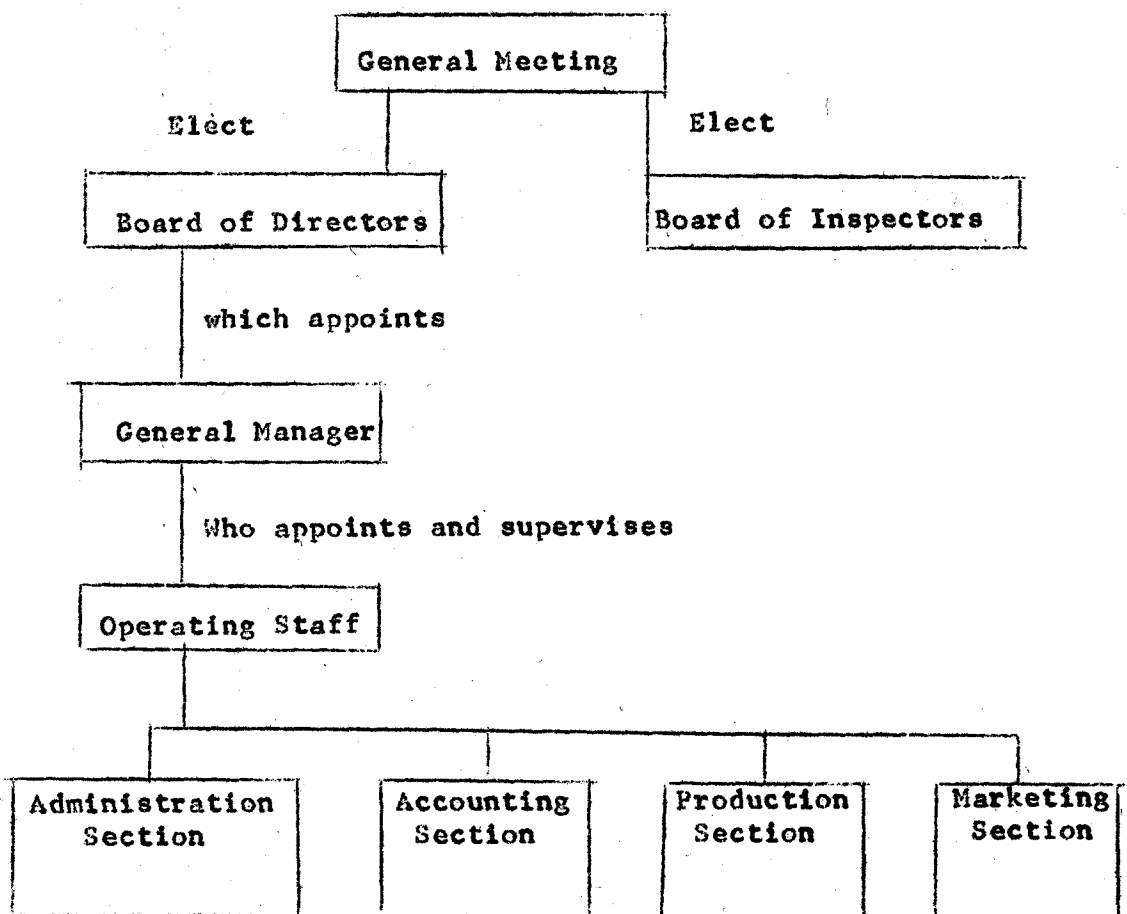 General Meeting
Elect
Elect
Board of Directors
Board of Inspectors
which appoints
General Manager
Who appoints and supervises
Operating Staff
Administration
Section
Accounting
Section
Production
Section
Marketing
Section